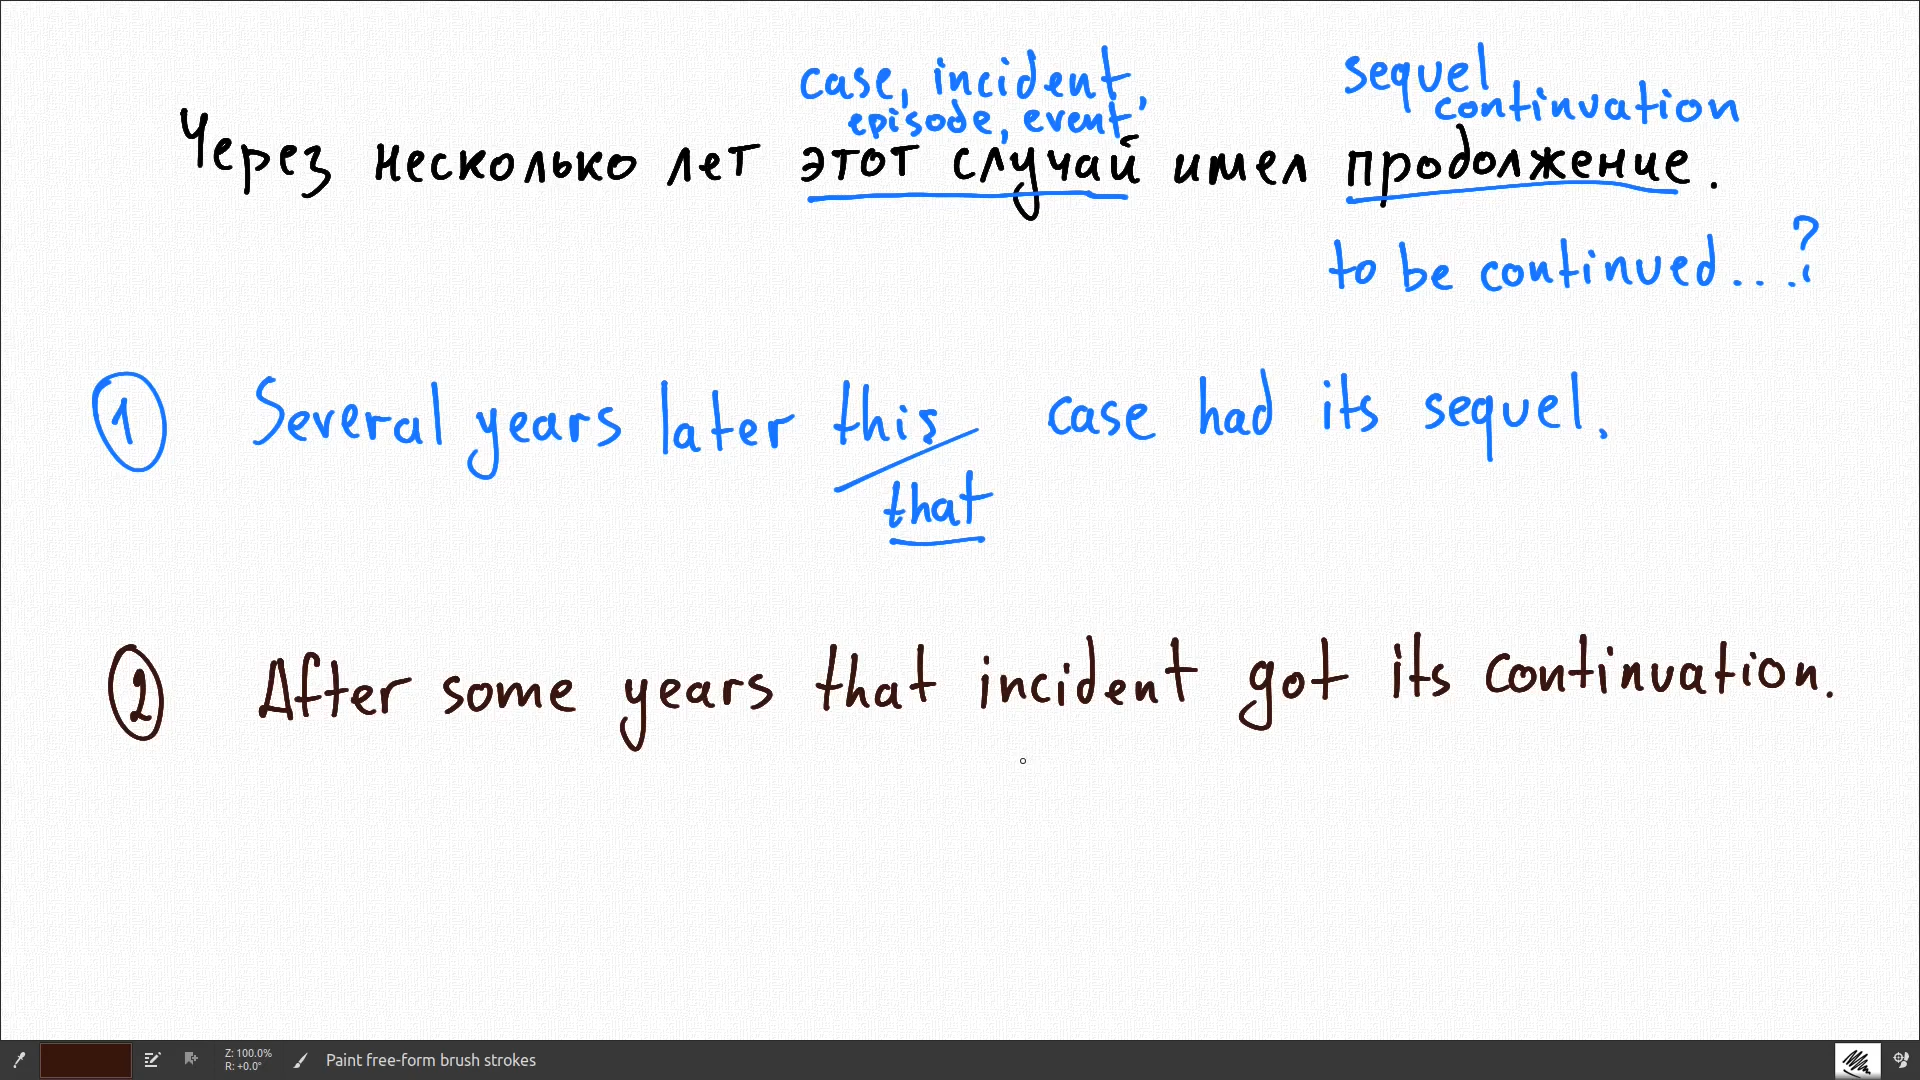 case, incident,
episode, event
sequel
continuation
Через несколько лет этот случай имел продолжение.
to be continued...?
1 Several years later this case had its sequel.
that
2 After some years that incident got its continuation.
Z: 100.0%
R: +0.0°
Paint free-form brush strokes